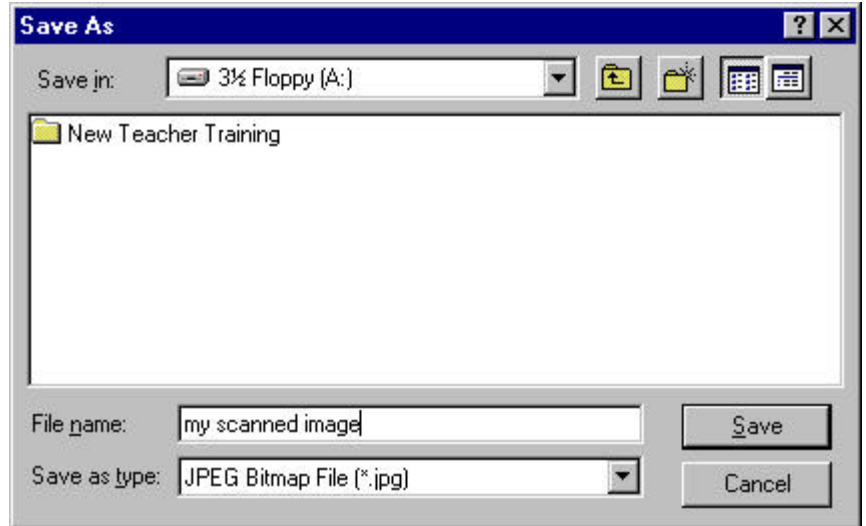 Save As
Save in: 3½ Floppy (A:)
New Teacher Training
File name: my scanned image Save
Save as type: JPEG Bitmap File (*.jpg) Cancel